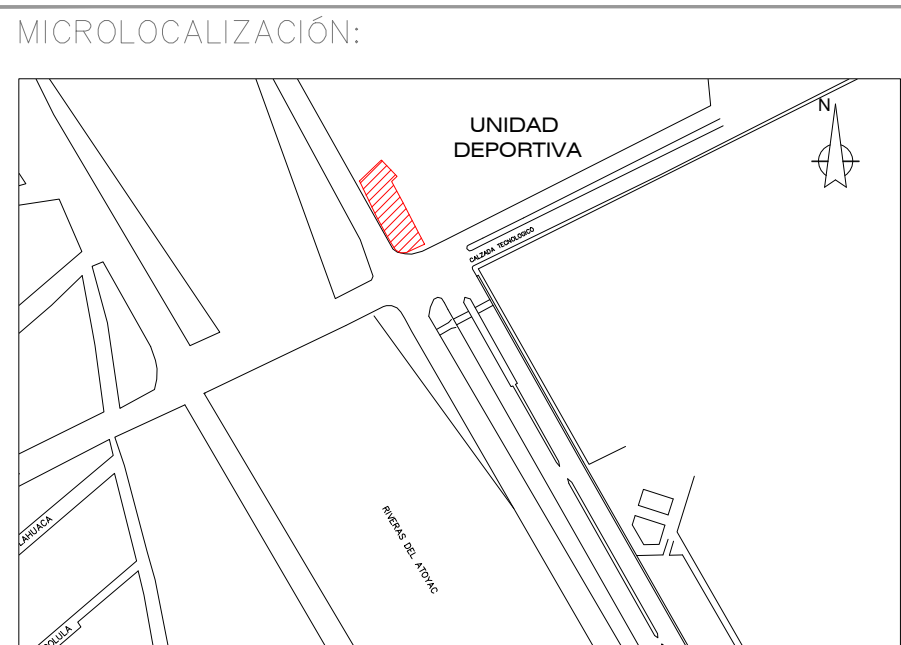 MICROLOCALIZACIÓN:
UNIDAD
DEPORTIVA
N
CALZADA TECNOLOGICO
RIVERAS DEL ATOYAC